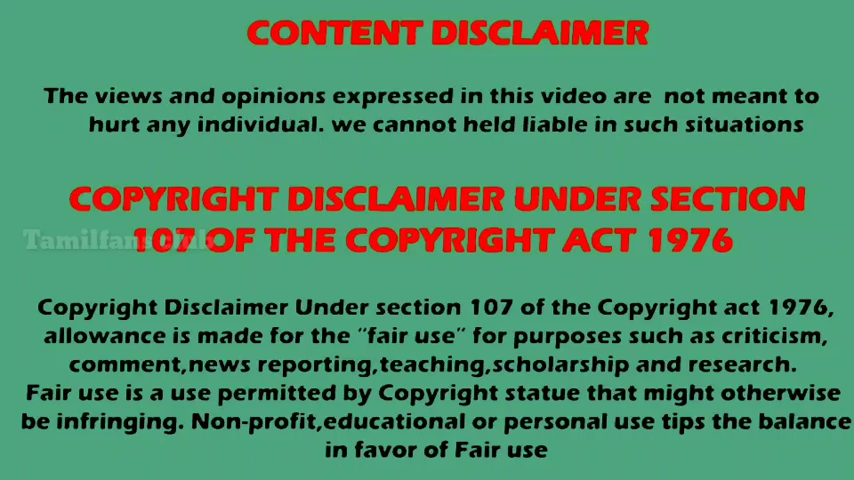 CONTENT DISCLAIMER
The views and opinions expressed in this video are not meant to
hurt any individual. we cannot held liable in such situations
COPYRIGHT DISCLAIMER UNDER SECTION
107 OF THE COPYRIGHT ACT 1976
Tamilfans Hub
Copyright Disclaimer Under section 107 of the Copyright act 1976,
allowance is made for the "fair use" for purposes such as criticism,
comment,news reporting,teaching,scholarship and research.
Fair use is a use permitted by Copyright statue that might otherwise
be infringing. Non-profit,educational or personal use tips the balance
in favor of Fair use